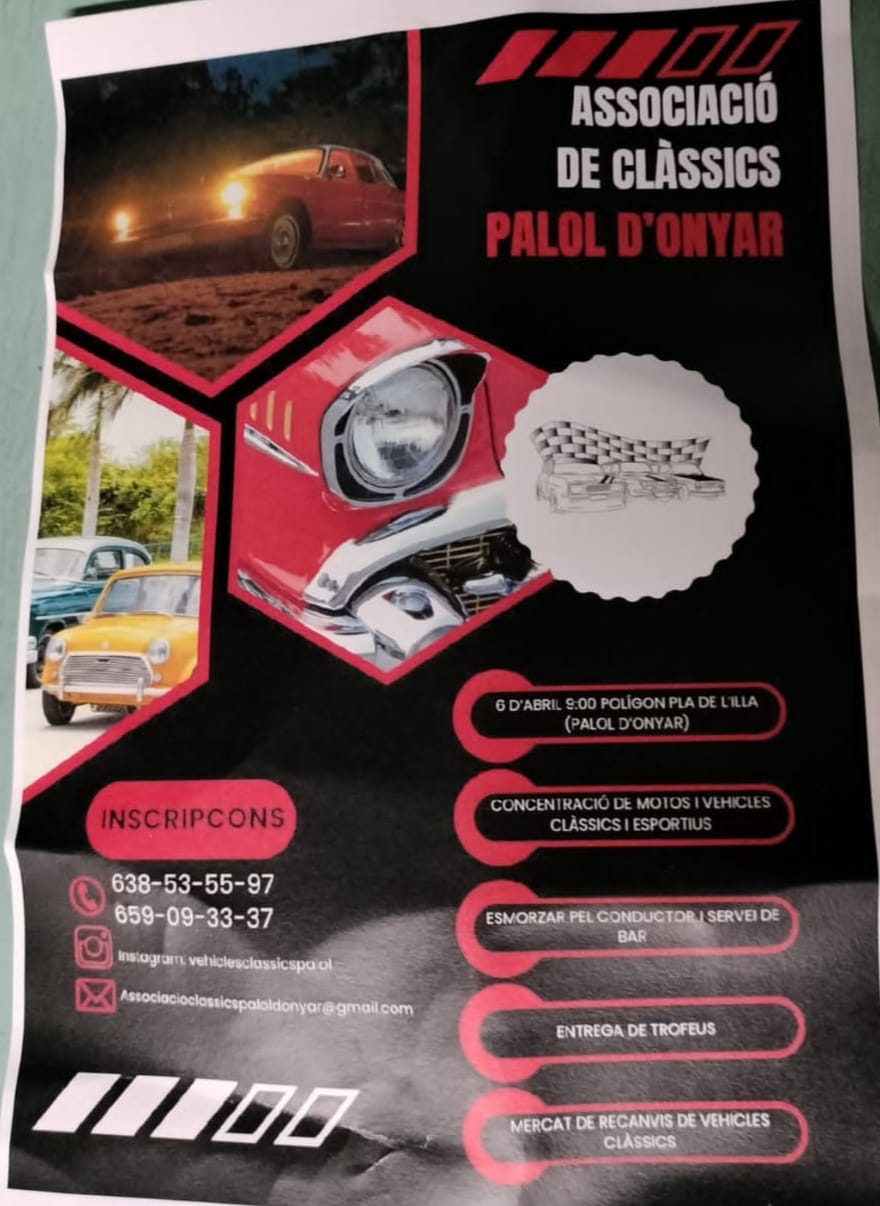 ASSOCIACIÓ
DE CLÀSSICS
PALOL D'ONYAR
6 D'ABRIL 9:00 POLÍGON PLA DE L'ILLA
(PALOL D'ONYAR)
CONCENTRACIÓ DE MOTOS I VEHICLES
CLÀSSICS I ESPORTIUS
ESMORZAR PEL CONDUCTOR I SERVEI DE
BAR
ENTREGA DE TROFEUS
MERCAT DE RECANVIS DE VEHICLES
CLÀSSICS
INSCRIPCONS
638-53-55-97
659-09-33-37
Instagram: vehiclesclassicspalol
Associacioclassicspaloldonyar@gmail.com